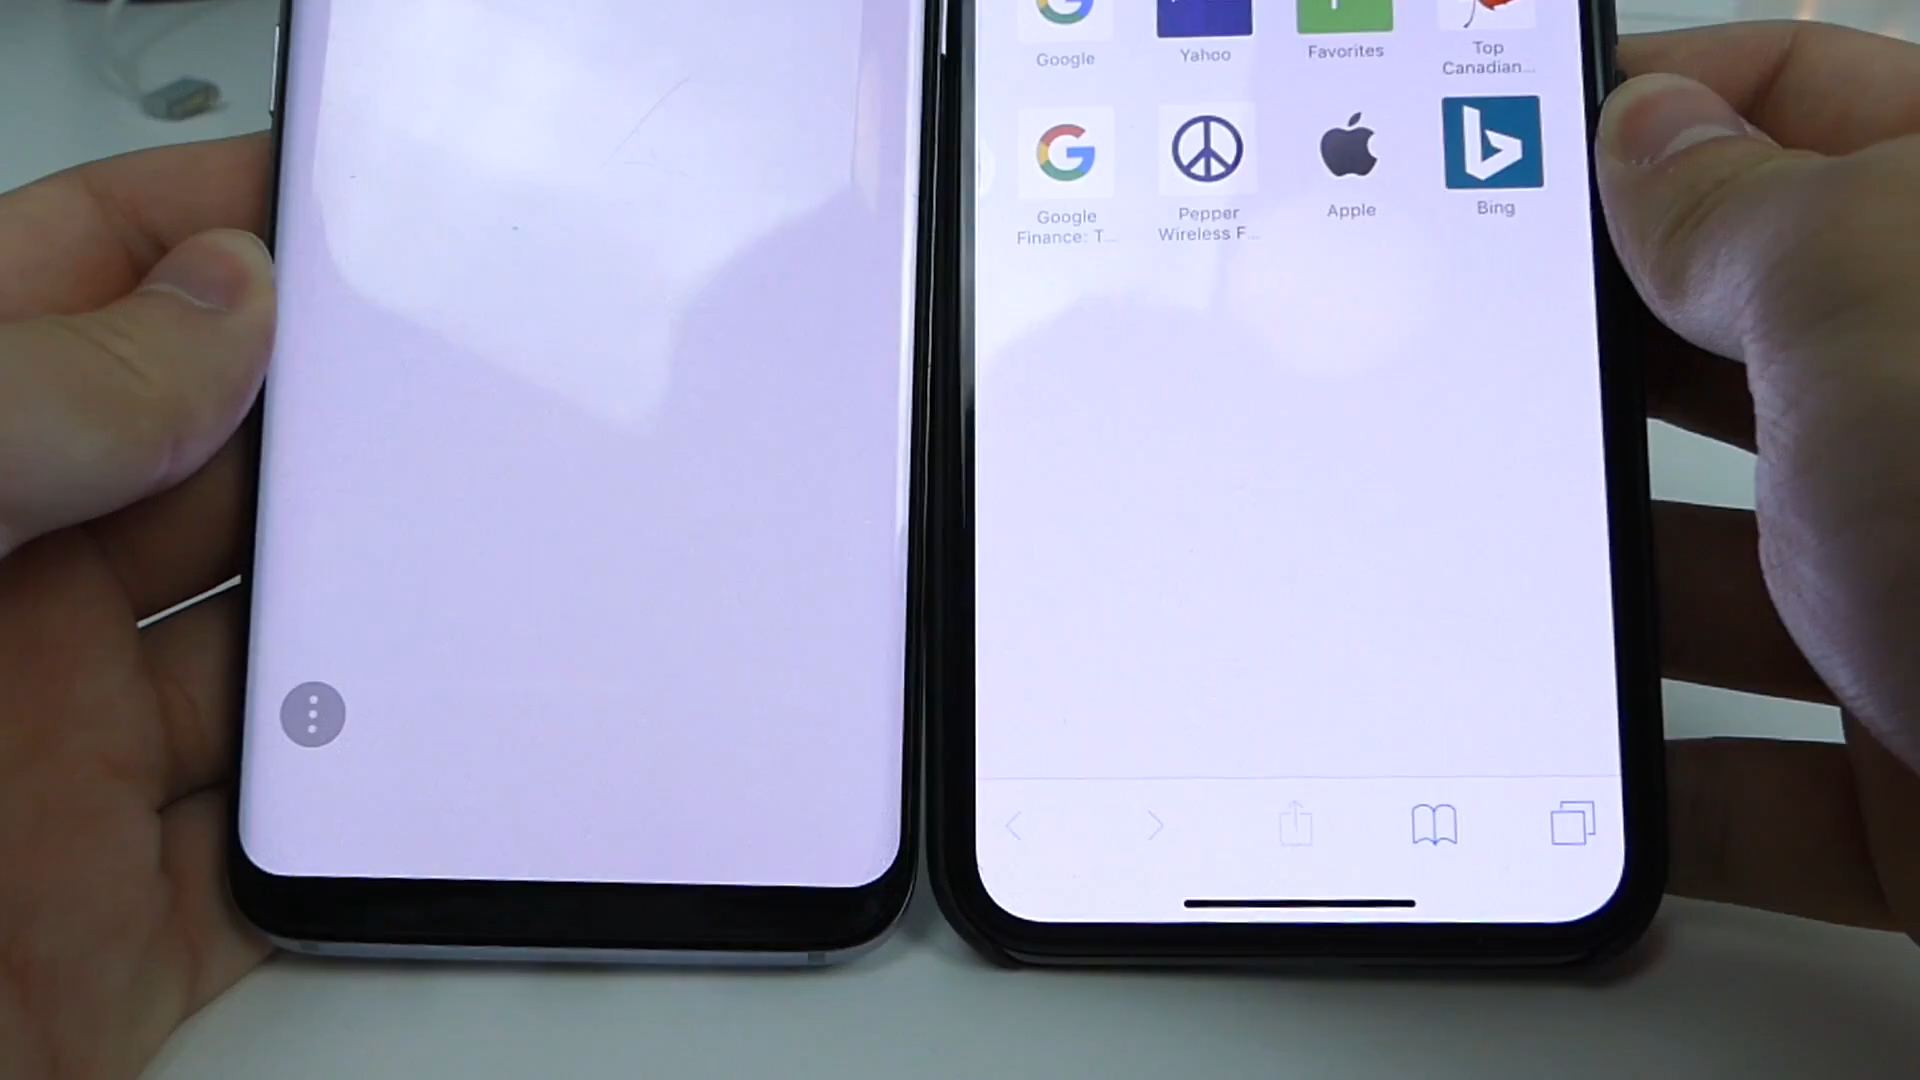 Google
Yahoo
Favorites
Top
Canadian...
Google
Finance: T...
Pepper
Wireless F...
Apple
Bing